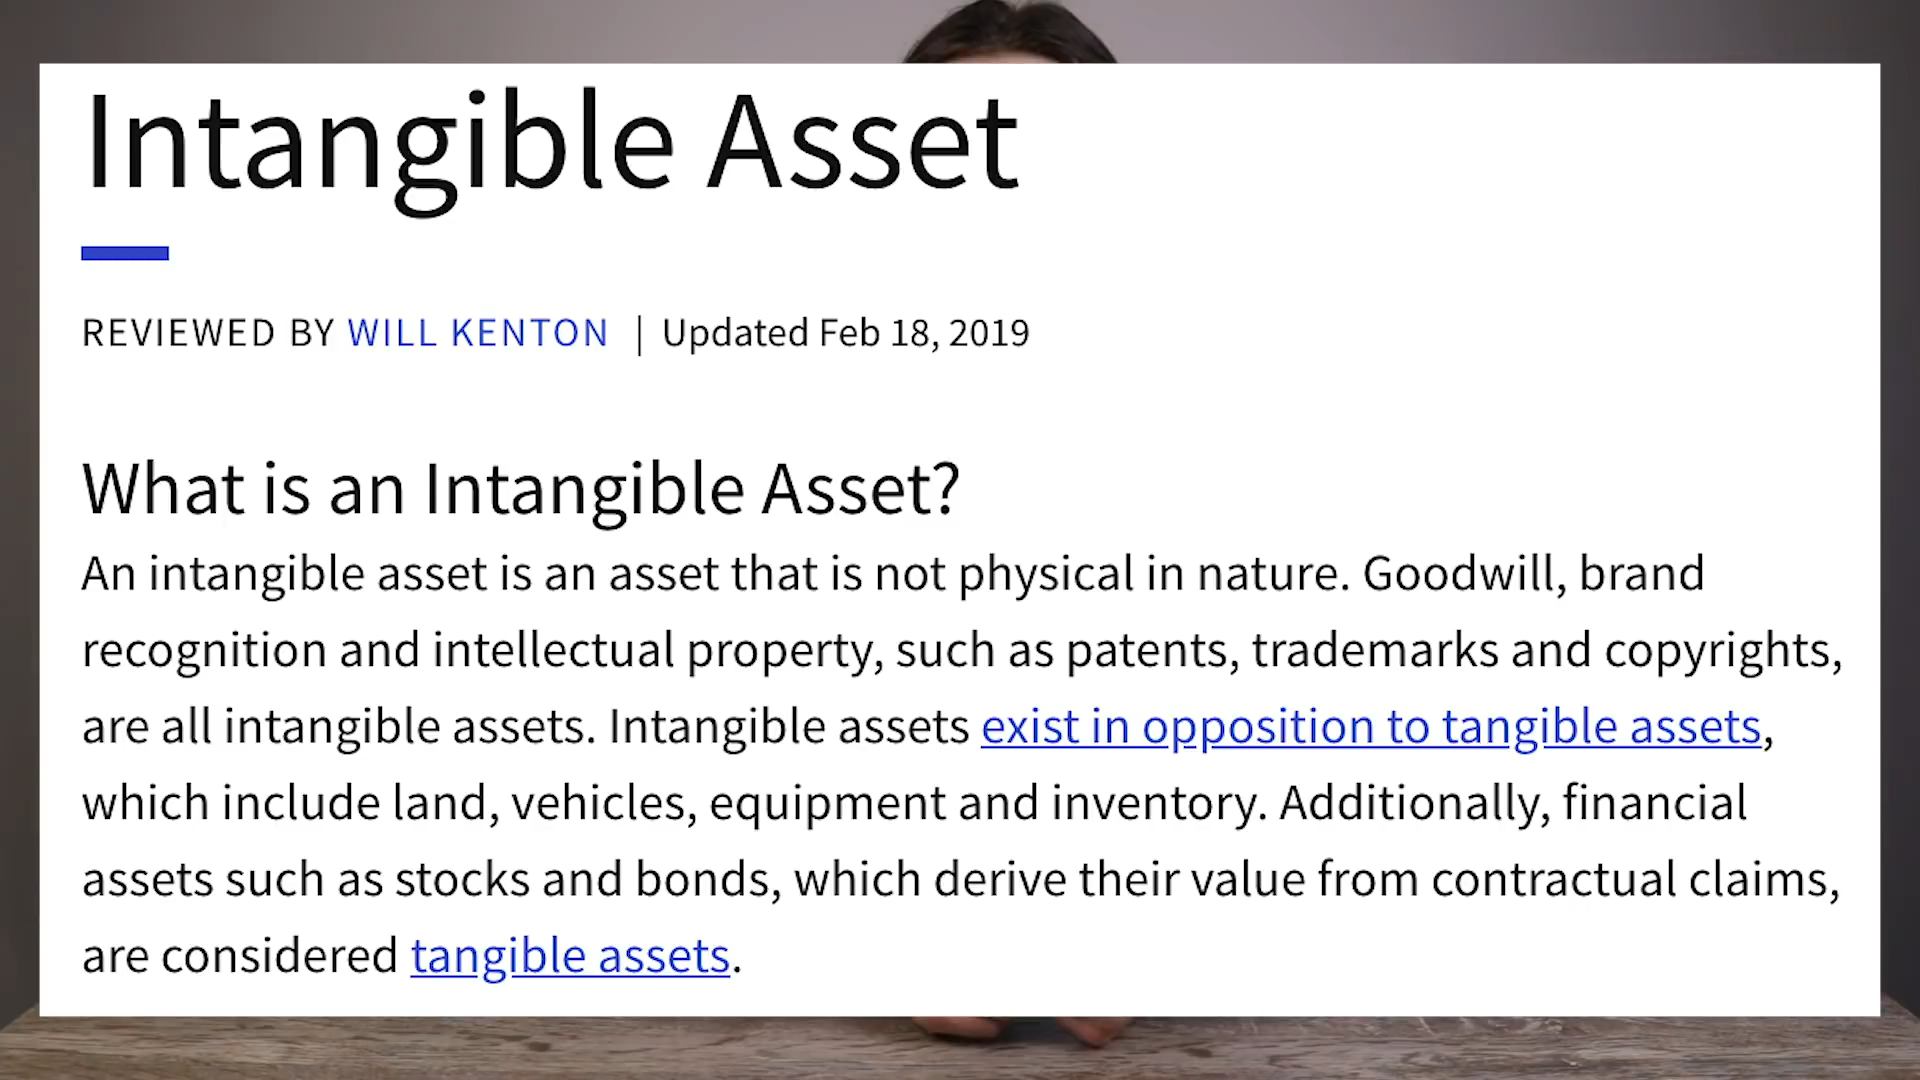 Intangible Asset
REVIEWED BY WILL KENTON | Updated Feb 18, 2019
What is an Intangible Asset?
An intangible asset is an asset that is not physical in nature. Goodwill, brand
recognition and intellectual property, such as patents, trademarks and copyrights,
are all intangible assets. Intangible assets exist in opposition to tangible assets,
which include land, vehicles, equipment and inventory. Additionally, financial
assets such as stocks and bonds, which derive their value from contractual claims,
are considered tangible assets.